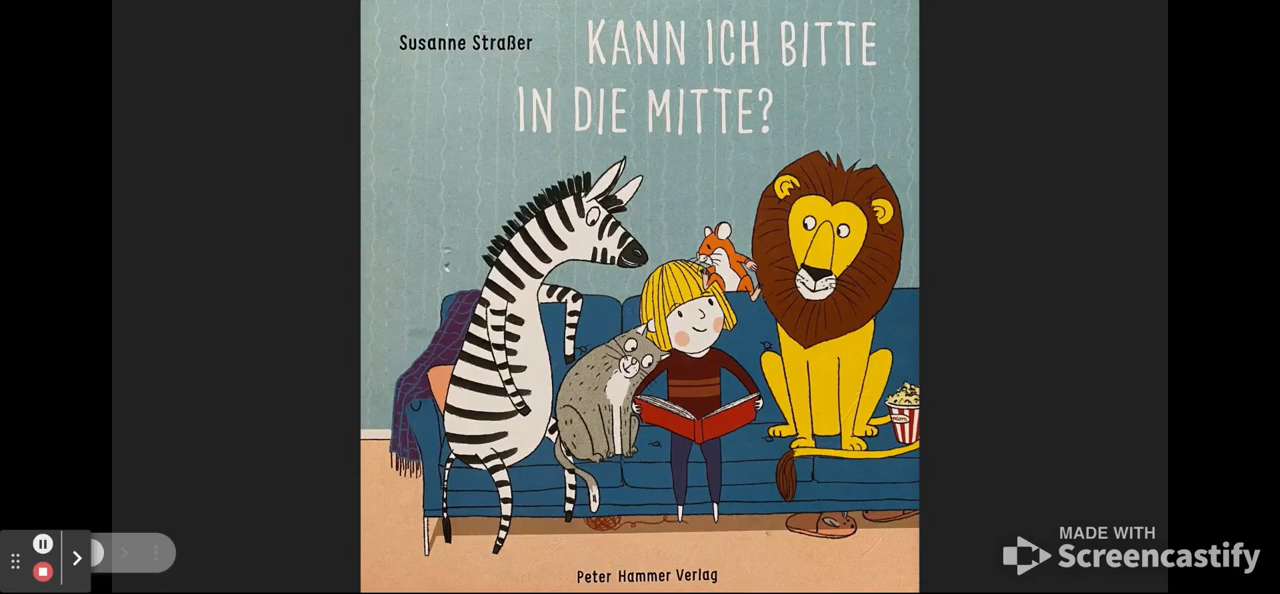 Susanne Straßer
KANN ICH BITTE
IN DIE MITTE?
Peter Hammer Verlag
MADE WITH
Screencastify